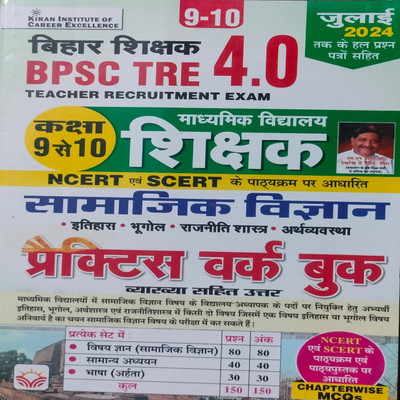 KIRAN INSTITUTE OF
CAREER EXCELLENCE
9-10
जुलाई
2024
तक के हल प्रश्न
पत्रों सहित
बिहार शिक्षक
BPSC TRE 4.0
TEACHER RECRUITMENT EXAM
कक्षा
9 से 10
माध्यमिक विद्यालय
शिक्षक
NCERT एवं SCERT के पाठ्यक्रम पर आधारित
सामाजिक विज्ञान
• इतिहास • भूगोल • राजनीति शास्त्र • अर्थव्यवस्था
प्रैक्टिस वर्क बुक
व्याख्या सहित उत्तर
माध्यमिक विद्यालयों में सामाजिक विज्ञान विषय के विद्यालय-अध्यापक के पदों पर नियुक्ति हेतु अभ्यर्थी
इतिहास, भूगोल, अर्थशास्त्र एवं राजनीतिशास्त्र में किसी दो विषय जिसमें एक विषय इतिहास या भूगोल विषय
अनिवार्य है का चयन सामाजिक विज्ञान विषय के परीक्षा में कर सकते हैं।
प्रत्येक सेट में प्रश्न अंक
• विषय ज्ञान (सामाजिक विज्ञान) 80 80
• सामान्य अध्ययन 40 40
• भाषा (अर्हता) 30 30
कुल 150 150
NCERT
एवं SCERT के
पाठ्यक्रम एवं
पाठ्यपुस्तक पर
आधारित
CHAPTERWISE
MCQs